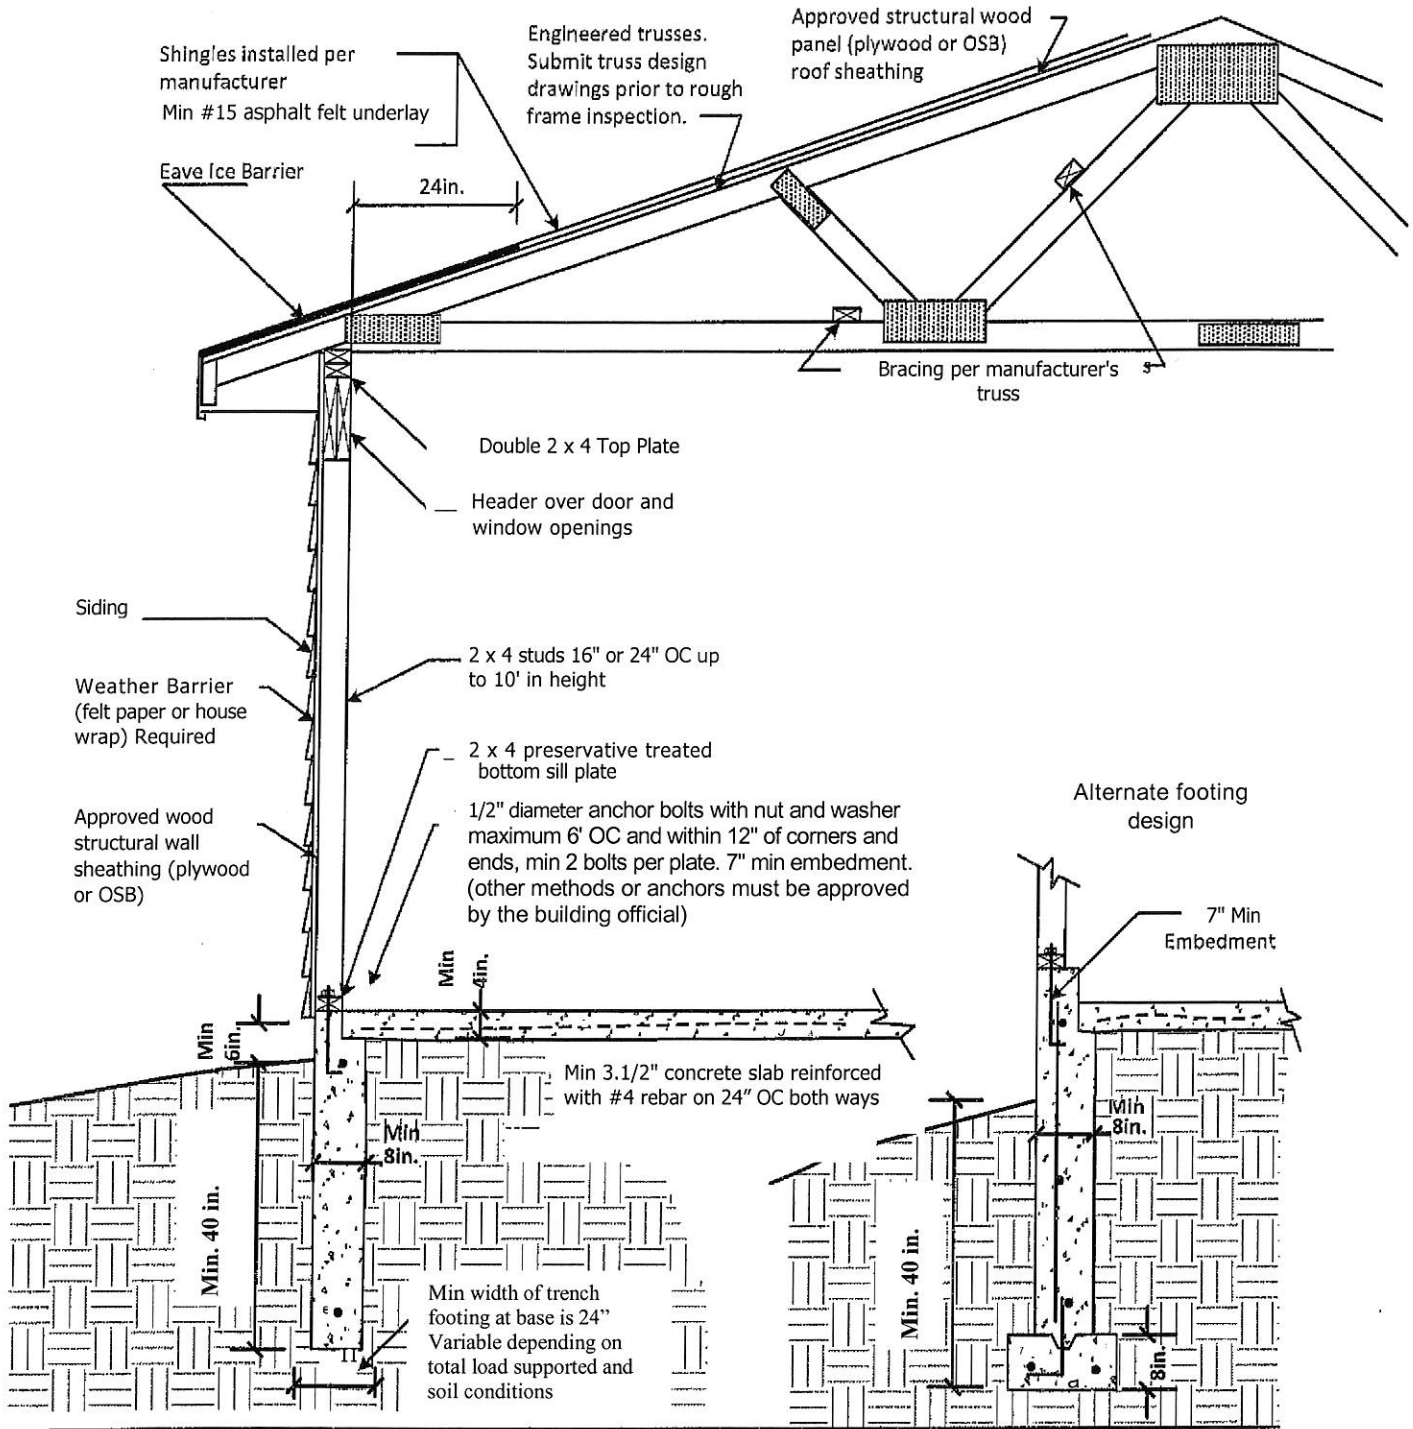 Shingles installed per
manufacturer
Min #15 asphalt felt underlay
Engineered trusses.
Submit truss design
drawings prior to rough
frame inspection.
Approved structural wood
panel (plywood or OSB)
roof sheathing
Eave Ice Barrier
24in.
Bracing per manufacturer's s
truss
Double 2 x 4 Top Plate
Header over door and
window openings
Siding
2 x 4 studs 16" or 24" OC up
to 10' in height
Weather Barrier
(felt paper or house
wrap) Required
2 x 4 preservative treated
bottom sill plate
Approved wood
structural wall
sheathing (plywood
or OSB)
1/2" diameter anchor bolts with nut and washer
maximum 6' OC and within 12" of corners and
ends, min 2 bolts per plate. 7" min embedment.
(other methods or anchors must be approved
by the building official)
Alternate footing
design
7" Min
Embedment
Min
4in.
Min
6in.
Min 3.1/2" concrete slab reinforced
with #4 rebar on 24" OC both ways
Min
8in.
Min
8in.
Min. 40 in.
Min. 40 in.
Min width of trench
footing at base is 24”
Variable depending on
total load supported and
soil conditions
8in.